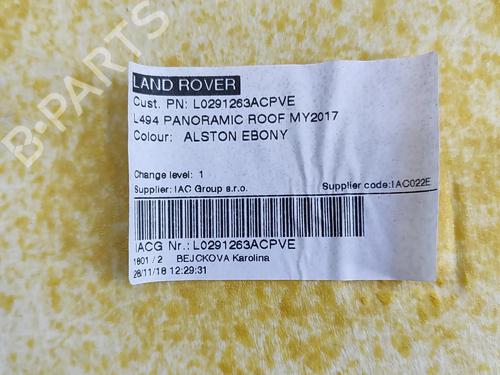 B-PARTS
LAND ROVER
Cust. PN: L0291263ACPVE
L494 PANORAMIC ROOF MY2017
Colour: ALSTON EBONY
Change level: 1
Supplier: IAC Group s.r.o. Supplier code: IAC022E
IACG Nr.: L0291263ACPVE
1801 / 2 BEJCKOVA Karolina
28/11/18 12:29:31